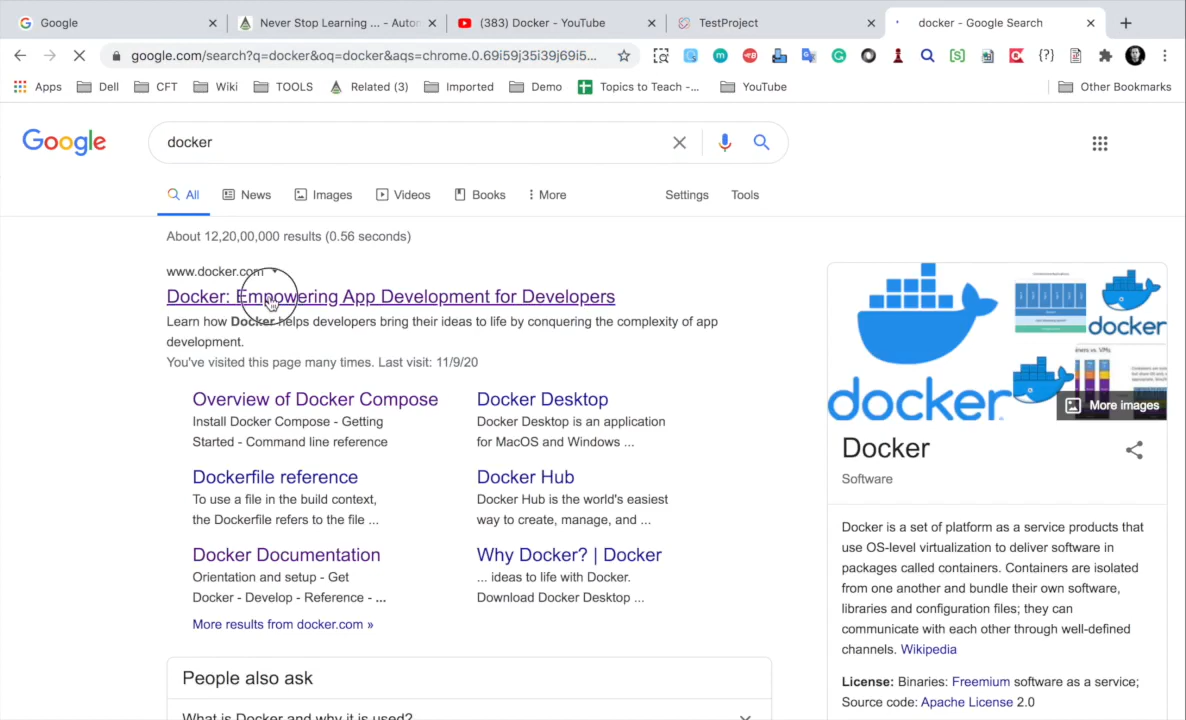 Google
Never Stop Learning ... - Autom
(383) Docker - YouTube
TestProject
docker - Google Search
google.com/search?q=docker&oq=docker&aqs=chrome.0.69i59j35i39j69i5...
Apps
Dell
CFT
Wiki
TOOLS
Related (3)
Imported
Demo
Topics to Teach -...
YouTube
Other Bookmarks
Google
docker
All
News
Images
Videos
Books
More
Settings
Tools
About 12,20,00,000 results (0.56 seconds)
www.docker.com
Docker: Empowering App Development for Developers
Learn how Docker helps developers bring their ideas to life by conquering the complexity of app
development.
You've visited this page many times. Last visit: 11/9/20
Overview of Docker Compose
Install Docker Compose - Getting
Started - Command line reference
Docker Desktop
Docker Desktop is an application
for MacOS and Windows ...
Dockerfile reference
To use a file in the build context,
the Dockerfile refers to the file ...
Docker Hub
Docker Hub is the world's easiest
way to create, manage, and ...
Docker Documentation
Orientation and setup - Get
Docker - Develop - Reference - ...
Why Docker? | Docker
... ideas to life with Docker.
Download Docker Desktop ...
More results from docker.com »
People also ask
What is Docker and why it is used?
docker
docker
More images
Docker
Software
Docker is a set of platform as a service products that
use OS-level virtualization to deliver software in
packages called containers. Containers are isolated
from one another and bundle their own software,
libraries and configuration files; they can
communicate with each other through well-defined
channels. Wikipedia
License: Binaries: Freemium software as a service;
Source code: Apache License 2.0